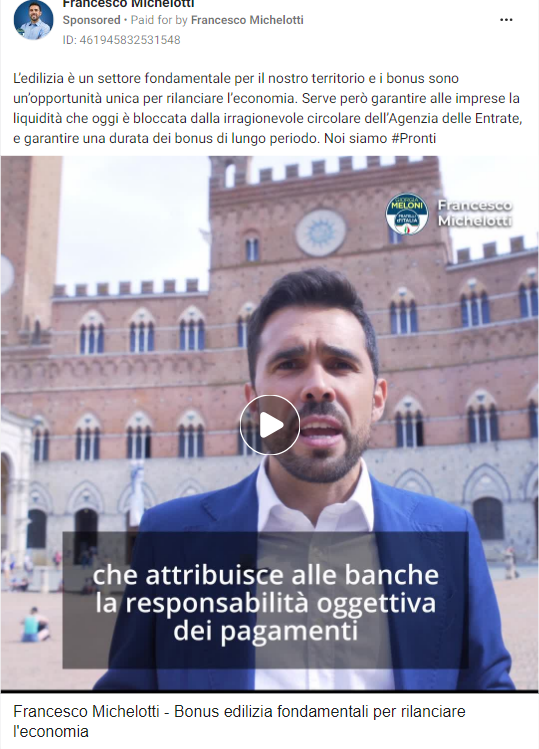 Francesco Michelotti
Sponsored • Paid for by Francesco Michelotti
ID: 461945832531548
L'edilizia è un settore fondamentale per il nostro territorio e i bonus sono
un'opportunità unica per rilanciare l'economia. Serve però garantire alle imprese la
liquidità che oggi è bloccata dalla irragionevole circolare dell'Agenzia delle Entrate,
e garantire una durata dei bonus di lungo periodo. Noi siamo #Pronti
GIORGIA
MELONI
FRATELLI
d'ITALIA
Francesco
Michelotti
che attribuisce alle banche
la responsabilità oggettiva
dei pagamenti
Francesco Michelotti - Bonus edilizia fondamentali per rilanciare
l'economia